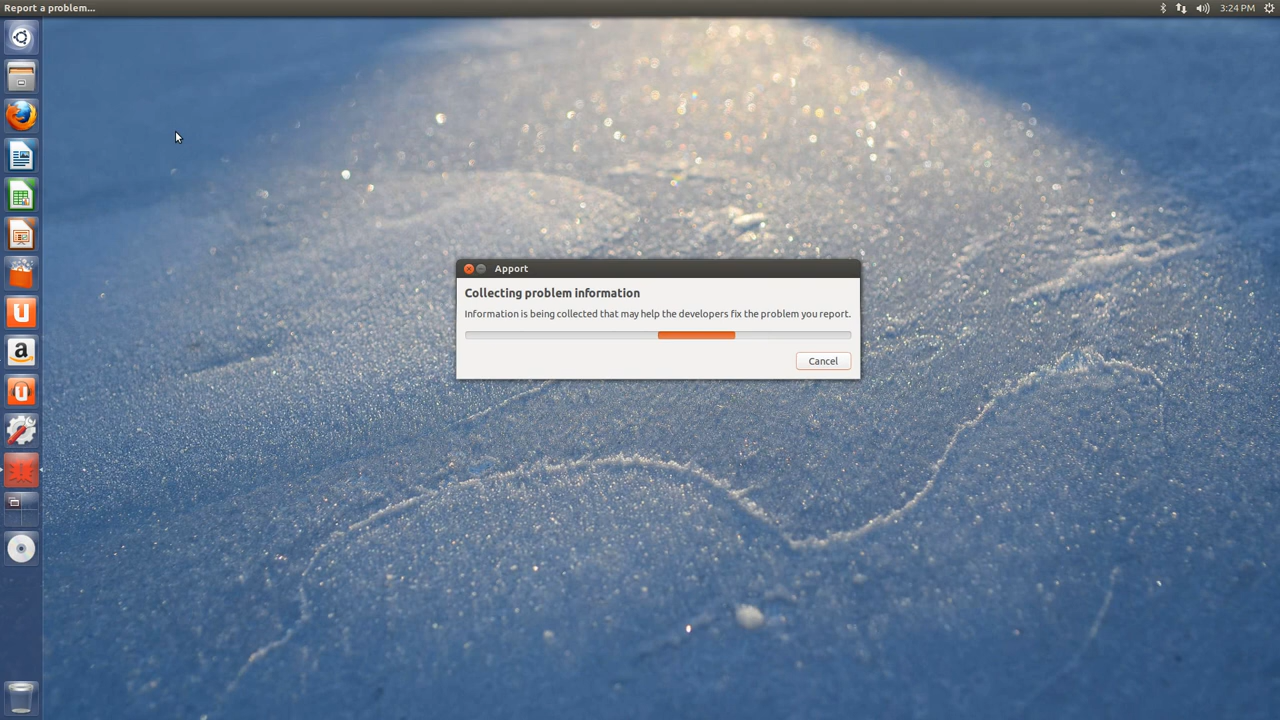 Report a problem...
3:24 PM
Apport
Collecting problem information
Information is being collected that may help the developers fix the problem you report.
Cancel